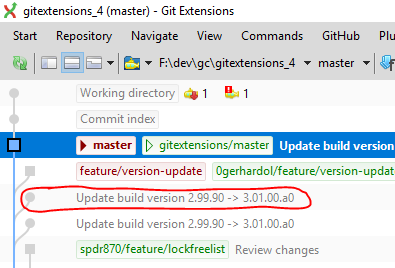 gitextensions_4 (master) - Git Extensions
Start Repository Navigate View Commands GitHub Plu
F:\dev\gc\gitextensions_4 master
Working directory 1 1
Commit index
master gitextensions/master Update build version
feature/version-update 0gerhardol/feature/version-update
Update build version 2.99.90 -> 3.01.00.a0
Update build version 2.99.90 -> 3.01.00.a0
spdr870/feature/lockfreelist Review changes